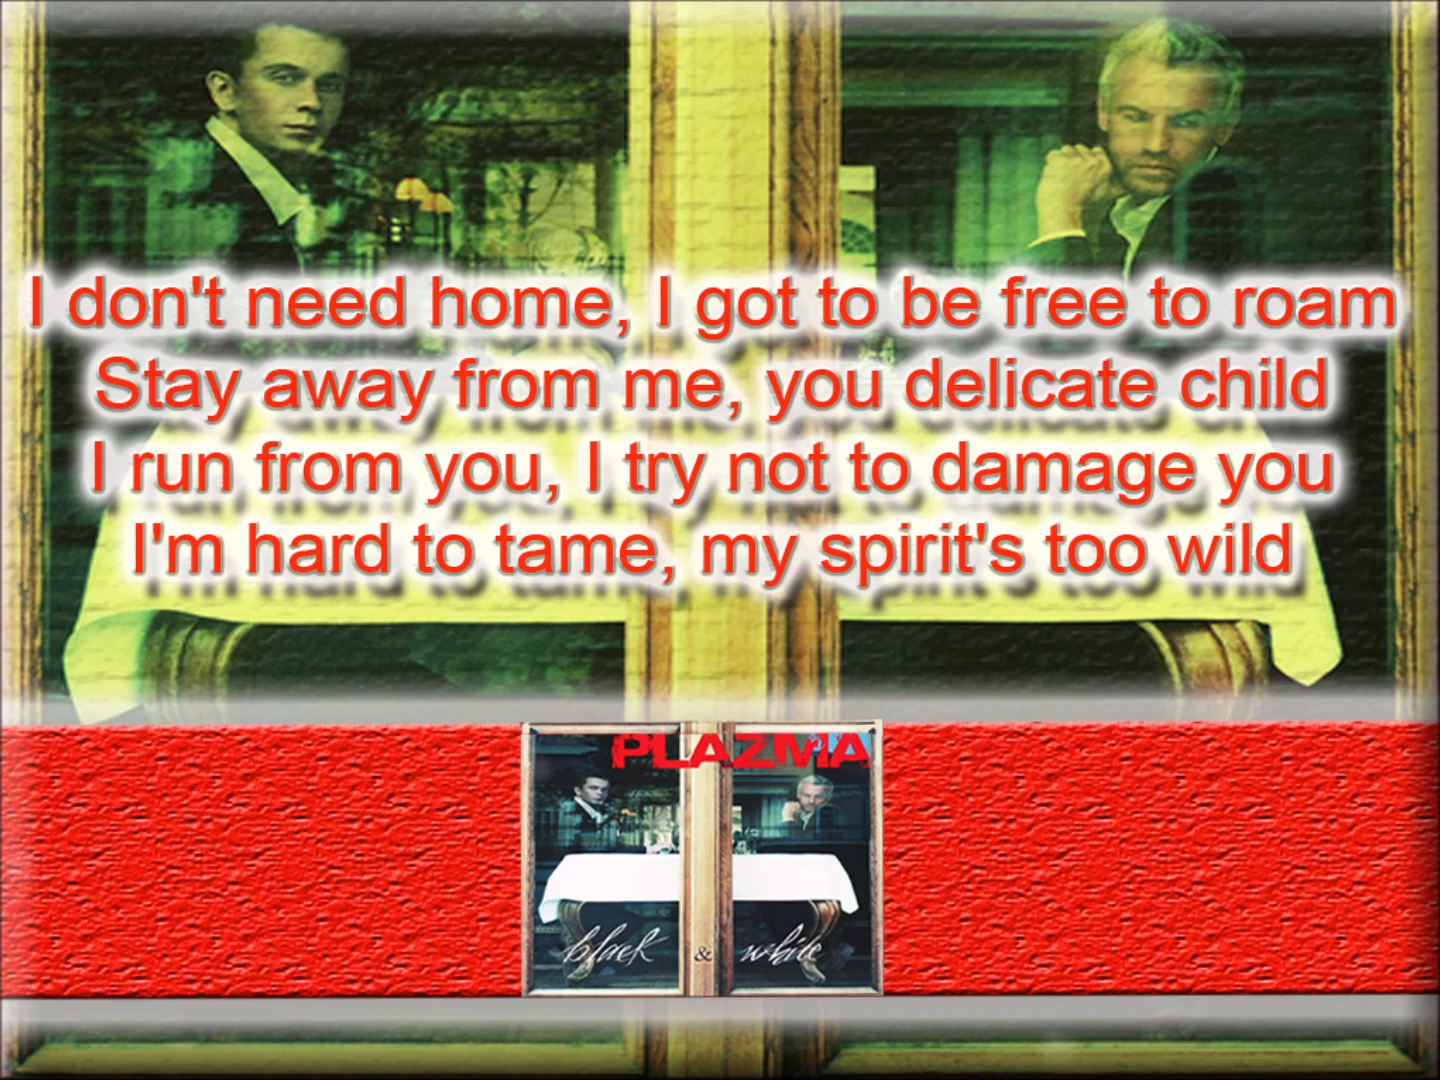 I don't need home, I got to be free to roam
Stay away from me, you delicate child
I run from you, I try not to damage you
I'm hard to tame, my spirit's too wild
PLAZMA
black & white